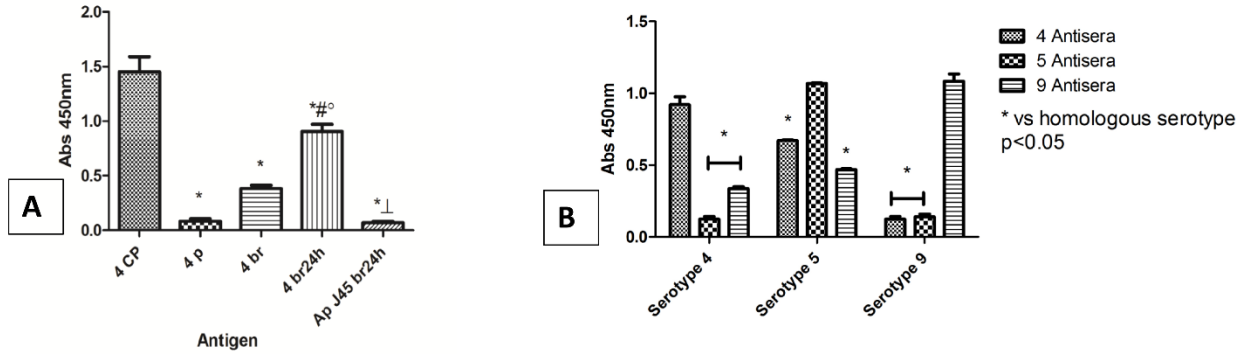 2.0
1.5
1.0
0.5
0.0
Abs 450nm
*
*
*#°
*⊥
4 CP
4 p
4 br
4 br24h
Ap J45 br24h
Antigen
A
1.5
1.0
0.5
0.0
Abs 450nm
*
*
*
*
Serotype 4
Serotype 5
Serotype 9
B
4 Antisera
5 Antisera
9 Antisera
* vs homologous serotype
p<0.05